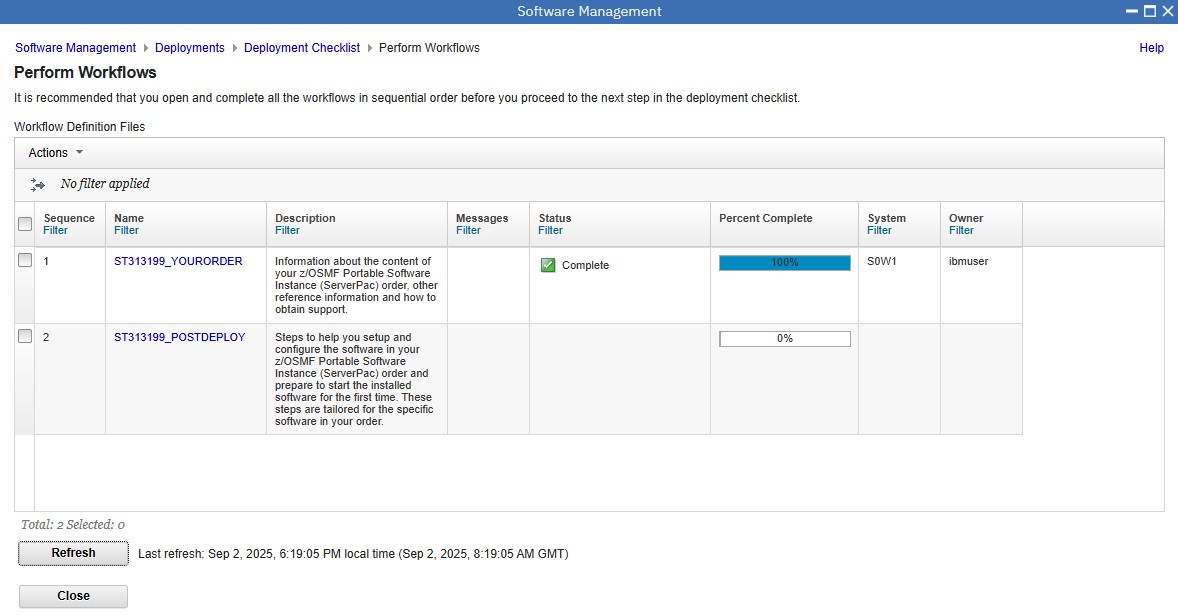 Software Management
Software Management Deployments Deployment Checklist Perform Workflows Help
Perform Workflows
It is recommended that you open and complete all the workflows in sequential order before you proceed to the next step in the deployment checklist.
Workflow Definition Files
Actions
No filter applied
Sequence Name Description Messages Status Percent Complete System Owner
Filter Filter Filter Filter Filter Filter Filter
1 ST313199_YOURORDER Information about the content of
your z/OSMF Portable Software
Instance (ServerPac) order, other
reference information and how to
obtain support.
Complete 100% S0W1 ibmuser
2 ST313199_POSTDEPLOY Steps to help you setup and
configure the software in your
z/OSMF Portable Software
Instance (ServerPac) order and
prepare to start the installed
software for the first time. These
steps are tailored for the specific
software in your order.
0%
Total: 2 Selected: 0
Refresh Last refresh: Sep 2, 2025, 6:19:05 PM local time (Sep 2, 2025, 8:19:05 AM GMT)
Close